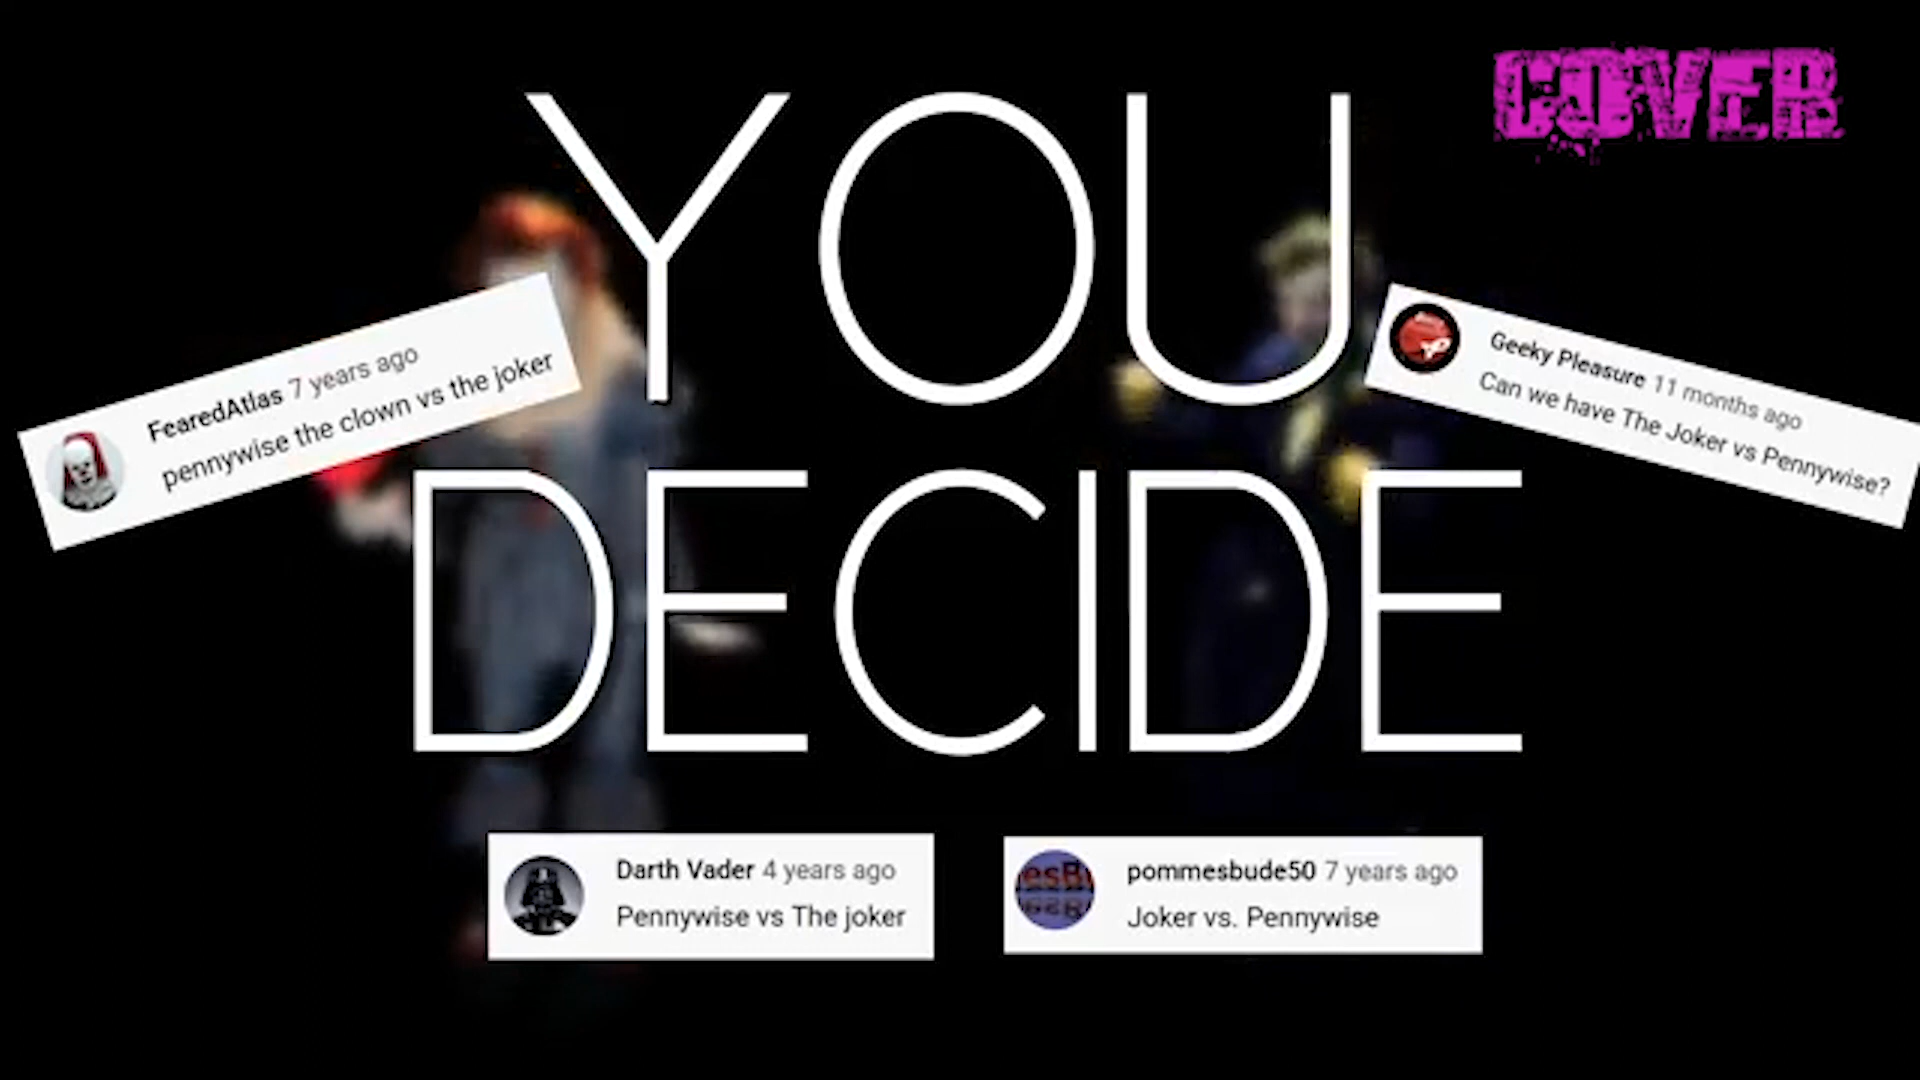 COVER
YOU
DECIDE
FearedAtlas 7 years ago
pennywise the clown vs the joker
Geeky Pleasure 11 months ago
Can we have The Joker vs Pennywise?
Darth Vader 4 years ago
Pennywise vs The joker
pommesbude50 7 years ago
Joker vs. Pennywise